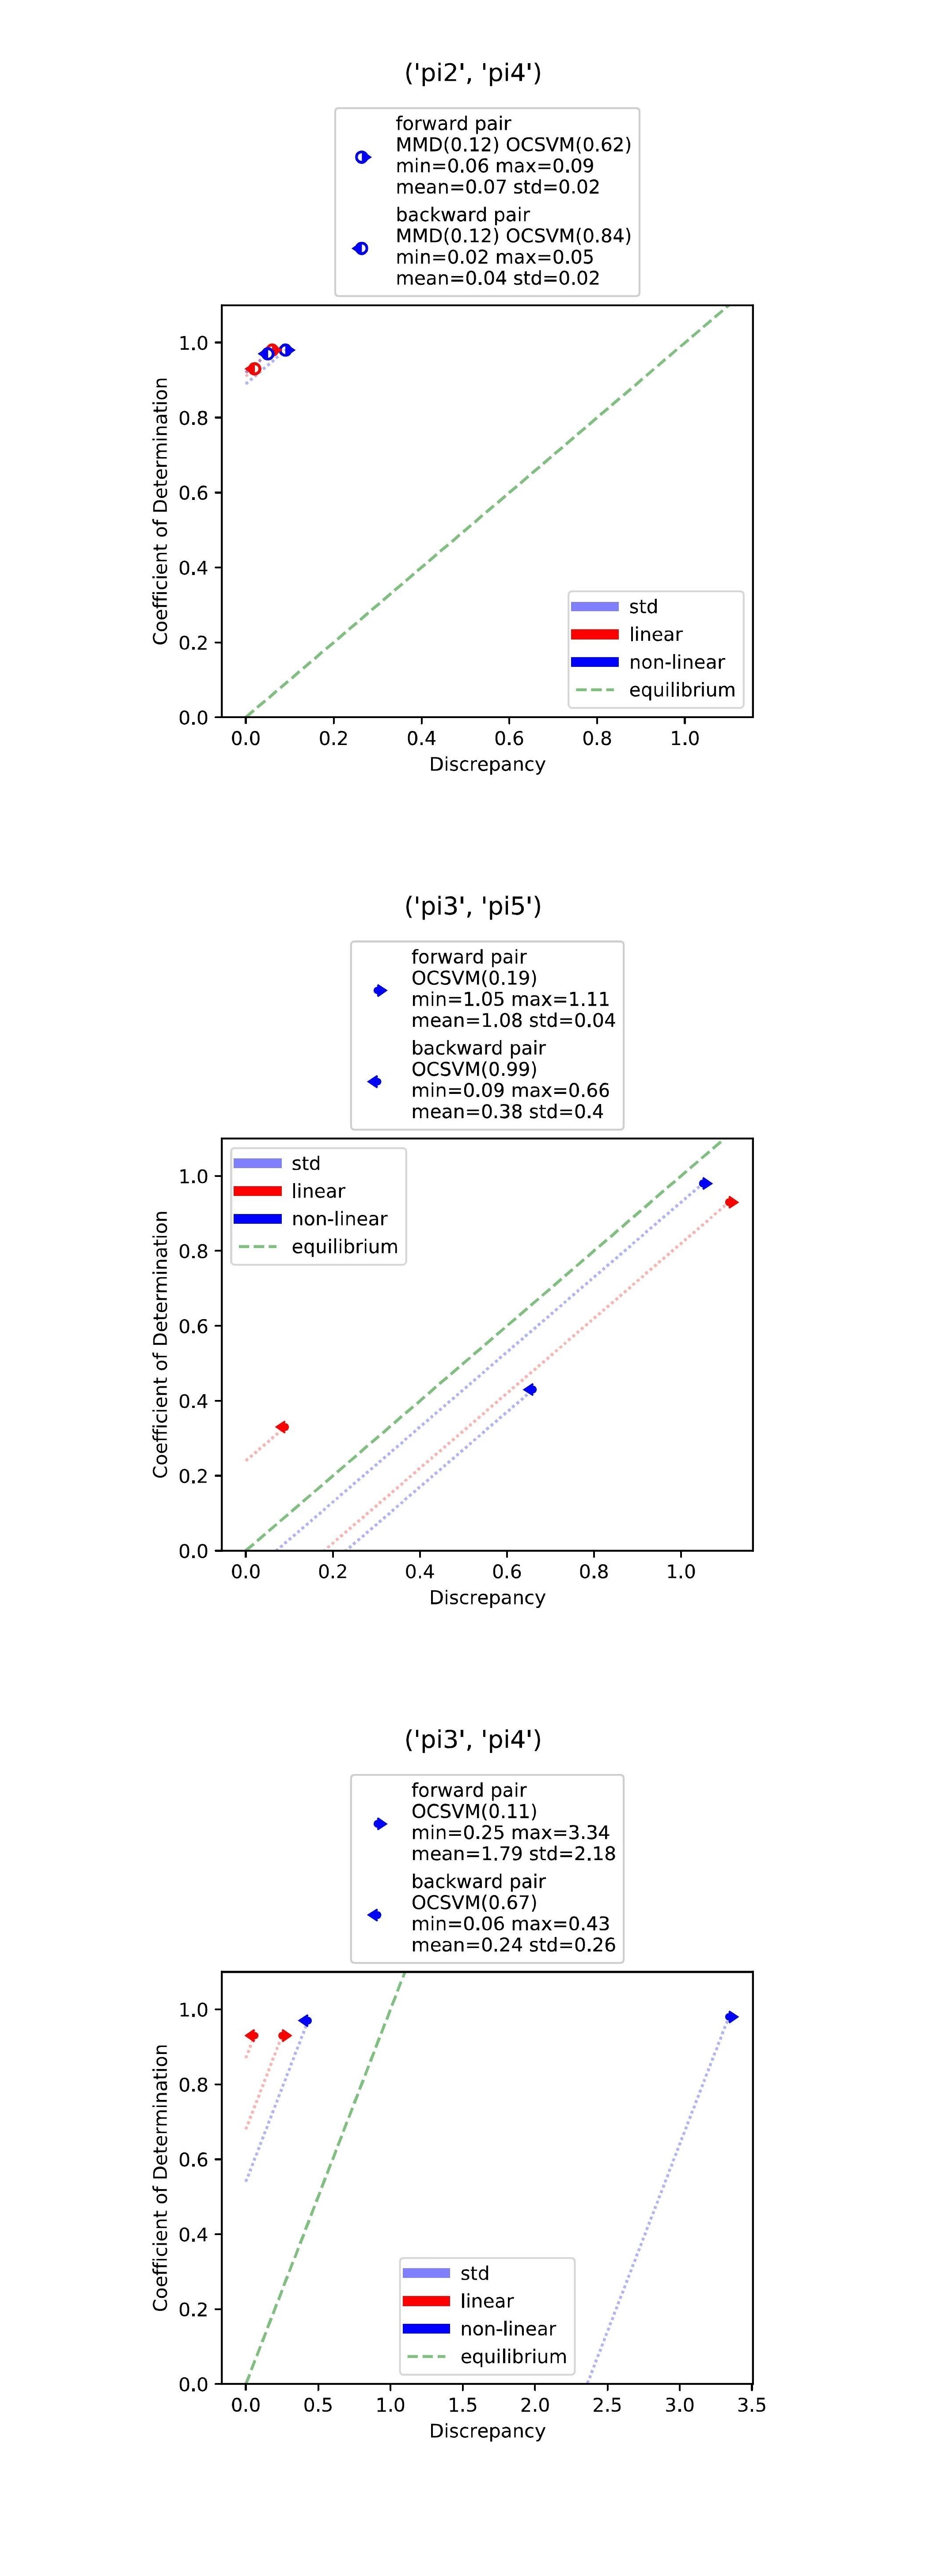 ('pi2', 'pi4')
forward pair
MMD(0.12) OCSVM(0.62)
min=0.06 max=0.09
mean=0.07 std=0.02
backward pair
MMD(0.12) OCSVM(0.84)
min=0.02 max=0.05
mean=0.04 std=0.02
1.0
0.8
0.6
0.4
0.2
0.0
Coefficient of Determination
std
linear
non-linear
equilibrium
0.0 0.2 0.4 0.6 0.8 1.0
Discrepancy
('pi3', 'pi5')
forward pair
OCSVM(0.19)
min=1.05 max=1.11
mean=1.08 std=0.04
backward pair
OCSVM(0.99)
min=0.09 max=0.66
mean=0.38 std=0.4
std
linear
non-linear
equilibrium
1.0
0.8
0.6
0.4
0.2
0.0
Coefficient of Determination
0.0 0.2 0.4 0.6 0.8 1.0
Discrepancy
('pi3', 'pi4')
forward pair
OCSVM(0.11)
min=0.25 max=3.34
mean=1.79 std=2.18
backward pair
OCSVM(0.67)
min=0.06 max=0.43
mean=0.24 std=0.26
1.0
0.8
0.6
0.4
0.2
0.0
Coefficient of Determination
std
linear
non-linear
equilibrium
0.0 0.5 1.0 1.5 2.0 2.5 3.0 3.5
Discrepancy